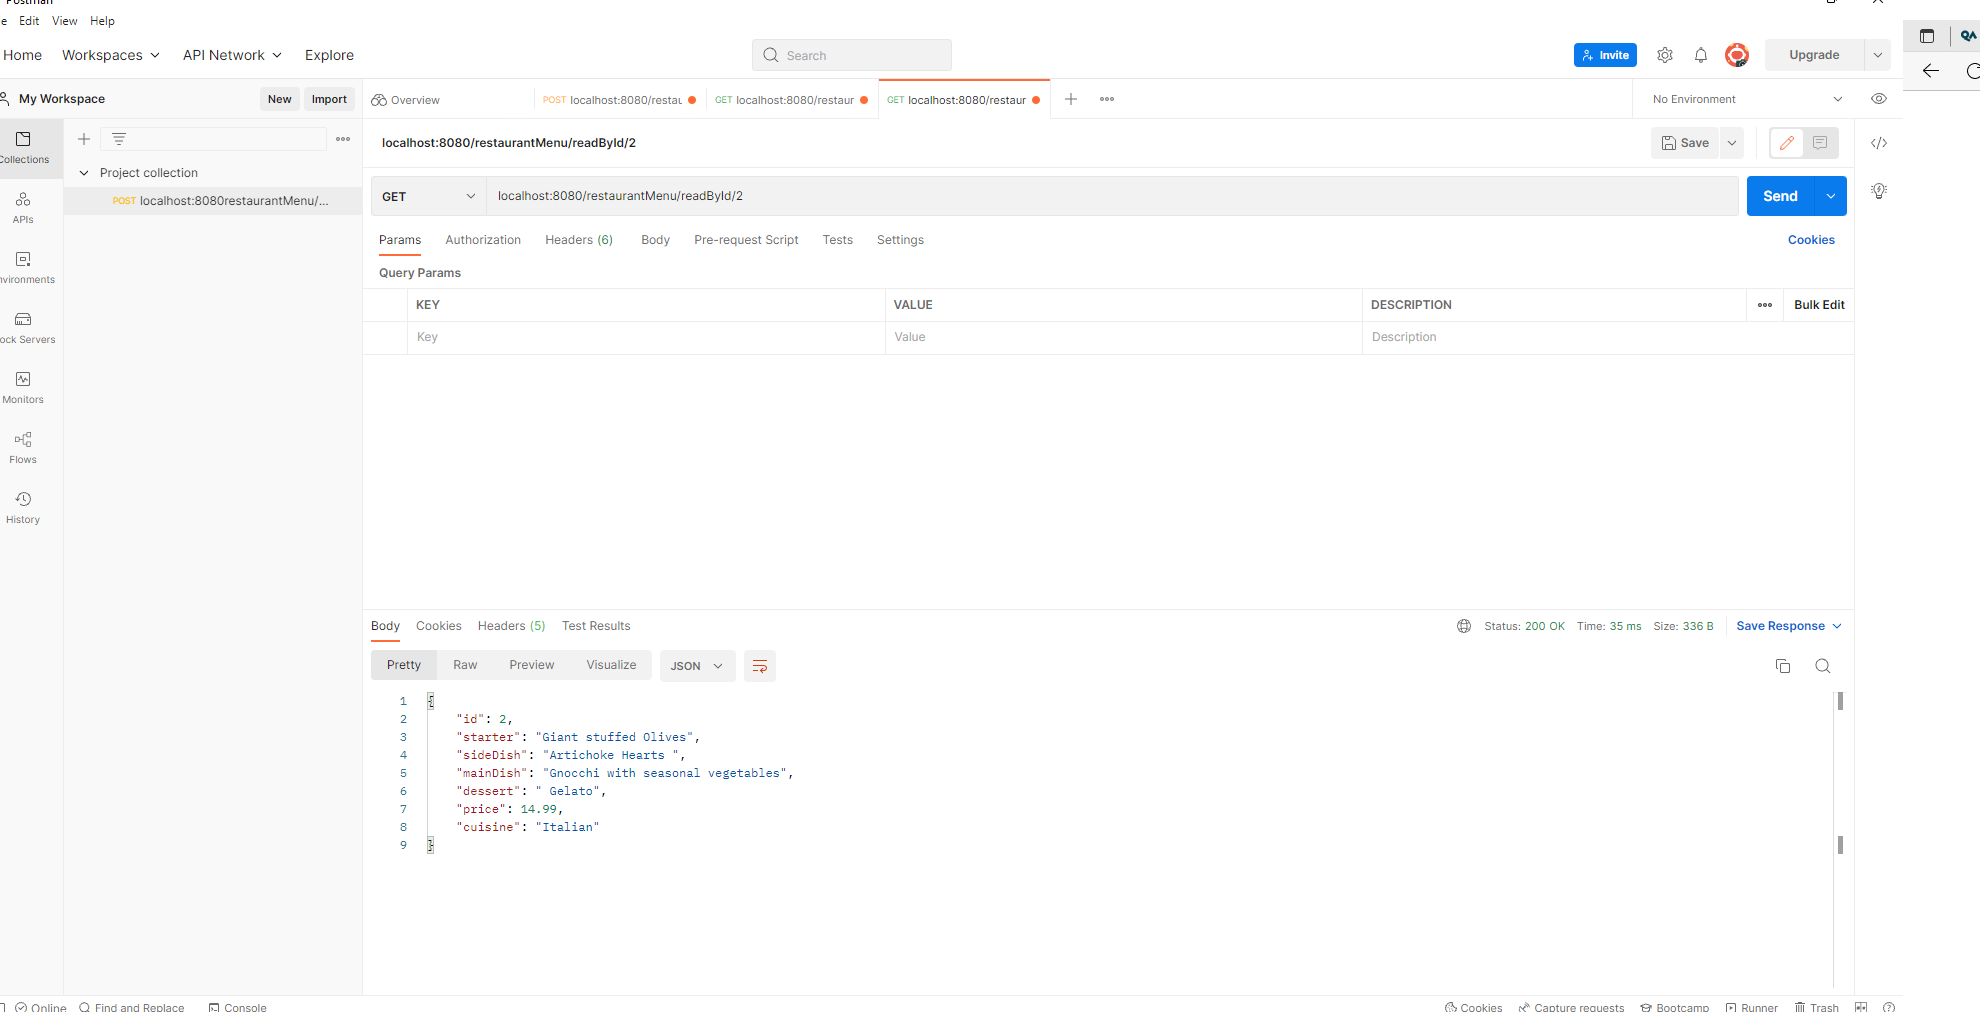 Postman
e Edit View Help
Home Workspaces API Network Explore
Search
Invite
Upgrade
My Workspace
New Import
Overview
POST localhost:8080/restau
GET localhost:8080/restaur
GET localhost:8080/restaur
No Environment
Collections
APIs
nvironments
ock Servers
Monitors
Flows
History
Project collection
POST localhost:8080restaurantMenu/...
localhost:8080/restaurantMenu/readById/2
Save
GET localhost:8080/restaurantMenu/readById/2
Send
Params Authorization Headers (6) Body Pre-request Script Tests Settings
Cookies
Query Params
KEY VALUE DESCRIPTION
Bulk Edit
Key Value Description
Body Cookies Headers (5) Test Results
Status: 200 OK Time: 35 ms Size: 336 B
Save Response
Pretty Raw Preview Visualize JSON
1 {
2 "id": 2,
3 "starter": "Giant stuffed Olives",
4 "sideDish": "Artichoke Hearts ",
5 "mainDish": "Gnocchi with seasonal vegetables",
6 "dessert": " Gelato",
7 "price": 14.99,
8 "cuisine": "Italian"
9 }
Online Find and Replace Console
Cookies Capture requests Bootcamp Runner Trash
QA